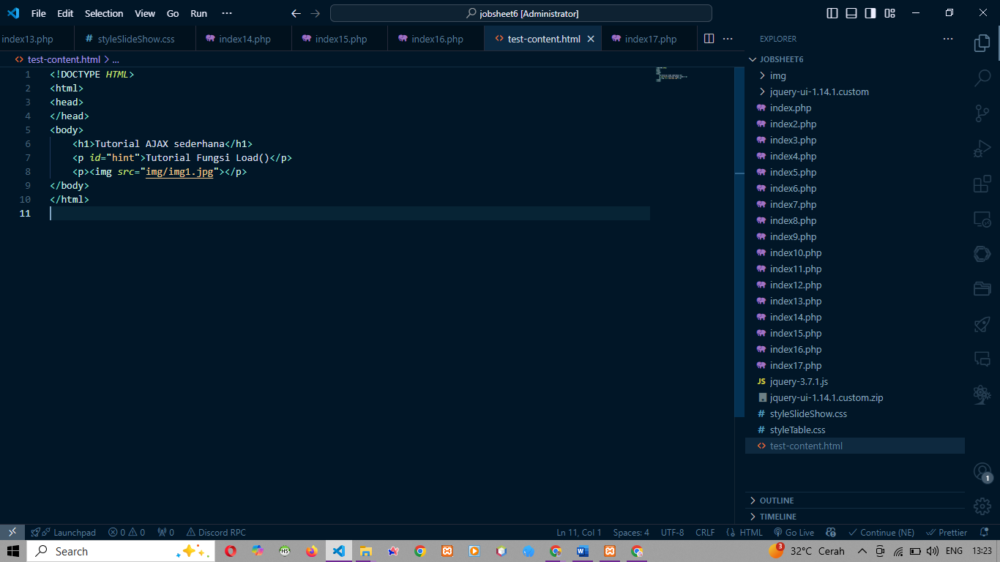 File Edit Selection View Go Run ··· jobsheet6 [Administrator]
index13.php # styleSlideShow.css index14.php index15.php index16.php <> test-content.html index17.php ···
<> test-content.html > ...
1 <!DOCTYPE HTML>
2 <html>
3 <head>
4 </head>
5 <body>
6 <h1>Tutorial AJAX sederhana</h1>
7 <p id="hint">Tutorial Fungsi Load()</p>
8 <p><img src="img/img1.jpg"></p>
9 </body>
10 </html>
11
EXPLORER ···
JOBSHEET6
> img
> jquery-ui-1.14.1.custom
index.php
index2.php
index3.php
index4.php
index5.php
index6.php
index7.php
index8.php
index9.php
index10.php
index11.php
index12.php
index13.php
index14.php
index15.php
index16.php
index17.php
JS jquery-3.7.1.js
jquery-ui-1.14.1.custom.zip
# styleSlideShow.css
# styleTable.css
<> test-content.html
> OUTLINE
> TIMELINE
1
Launchpad 0 0 0 Discord RPC Ln 11, Col 1 Spaces: 4 UTF-8 CRLF {} HTML Go Live Continue (NE) Prettier
Search HS W 3 32°C Cerah ENG 13:23